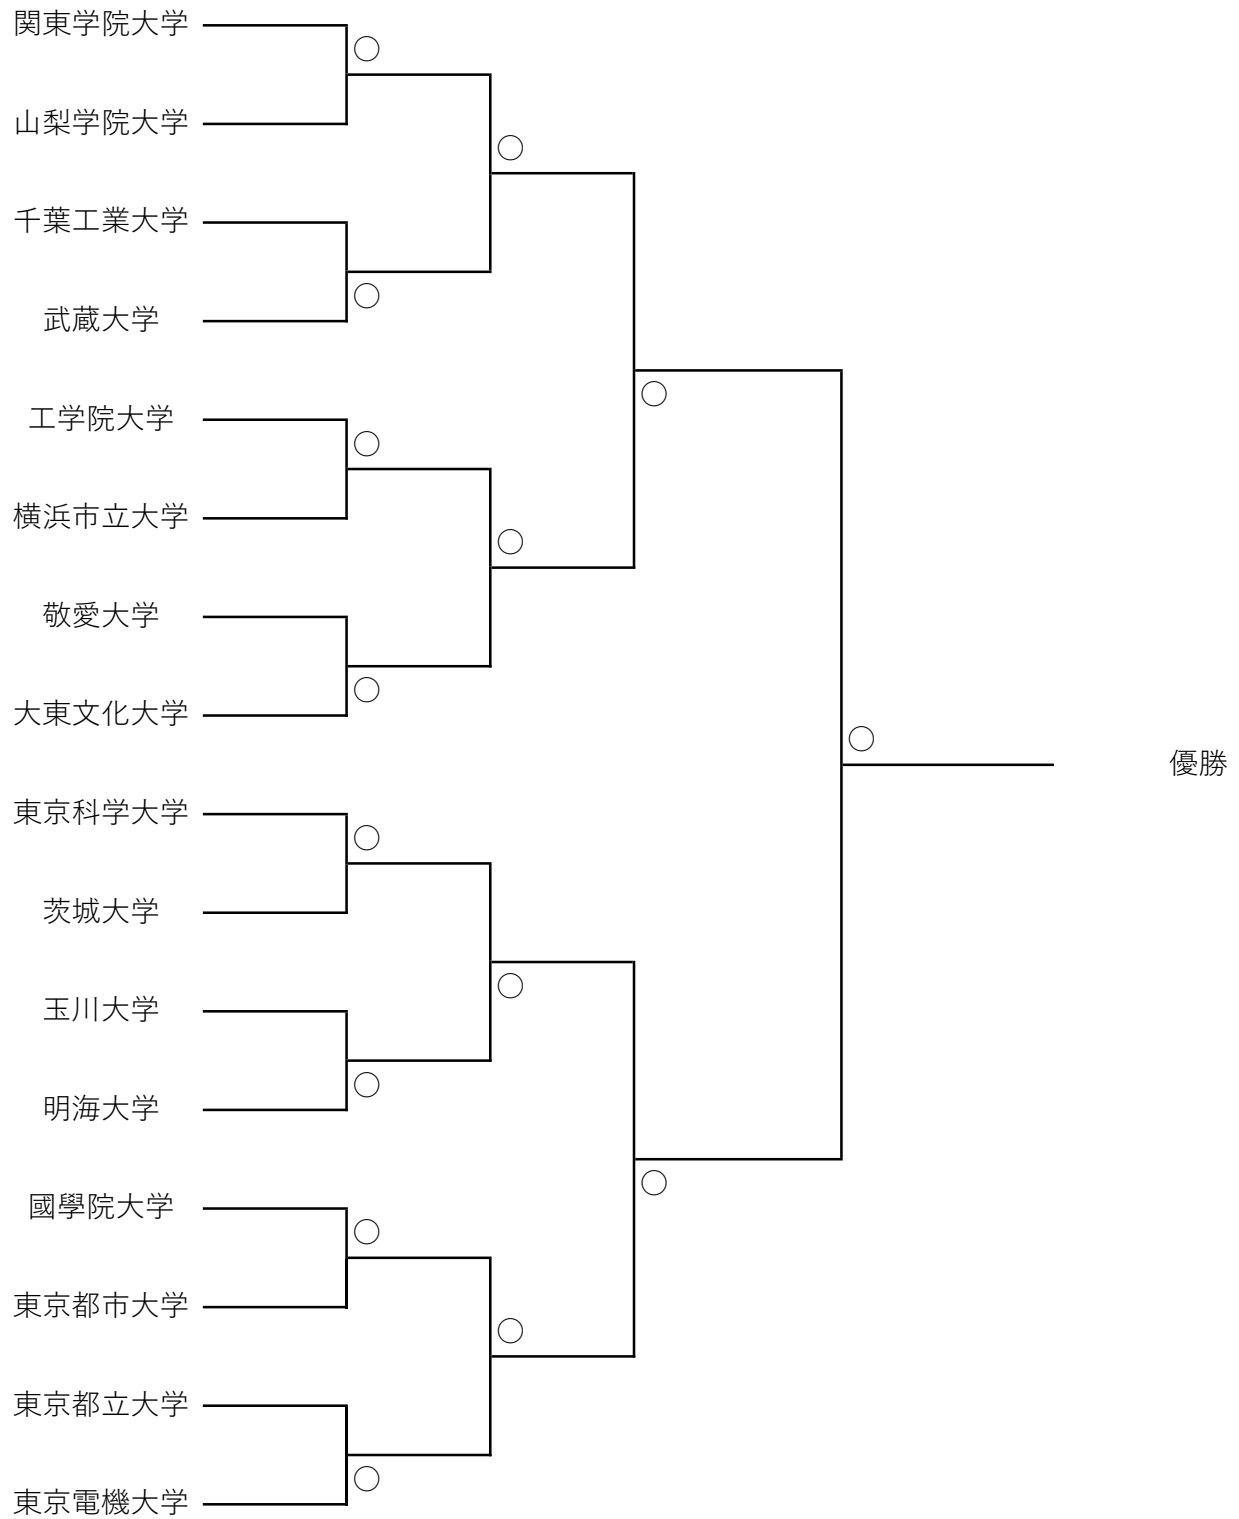 関東学院大学
○
山梨学院大学
○
千葉工業大学
○
武蔵大学
○
工学院大学
○
横浜市立大学
○
敬愛大学
○
大東文化大学
○
優勝
東京科学大学
○
茨城大学
○
玉川大学
○
明海大学
○
國學院大学
○
東京都市大学
○
東京都立大学
○
東京電機大学